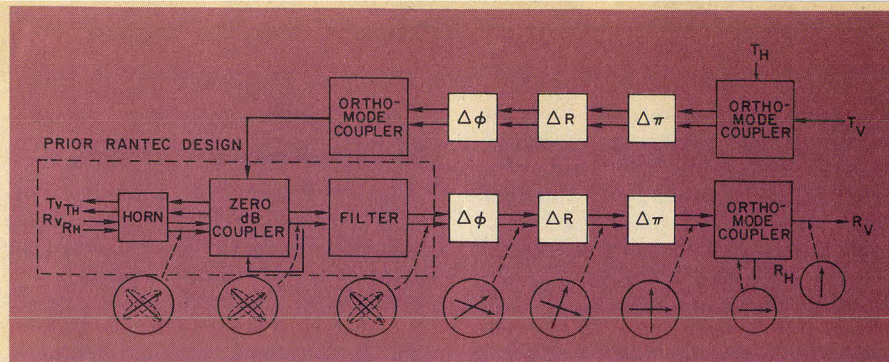 T_H
ORTHO-
MODE
COUPLER
Δφ
ΔR
Δπ
ORTHO-
MODE
COUPLER
T_V
PRIOR RANTEC DESIGN
T_V T_H
R_V R_H
HORN
ZERO
dB
COUPLER
FILTER
Δφ
ΔR
Δπ
ORTHO-
MODE
COUPLER
R_V
R_H